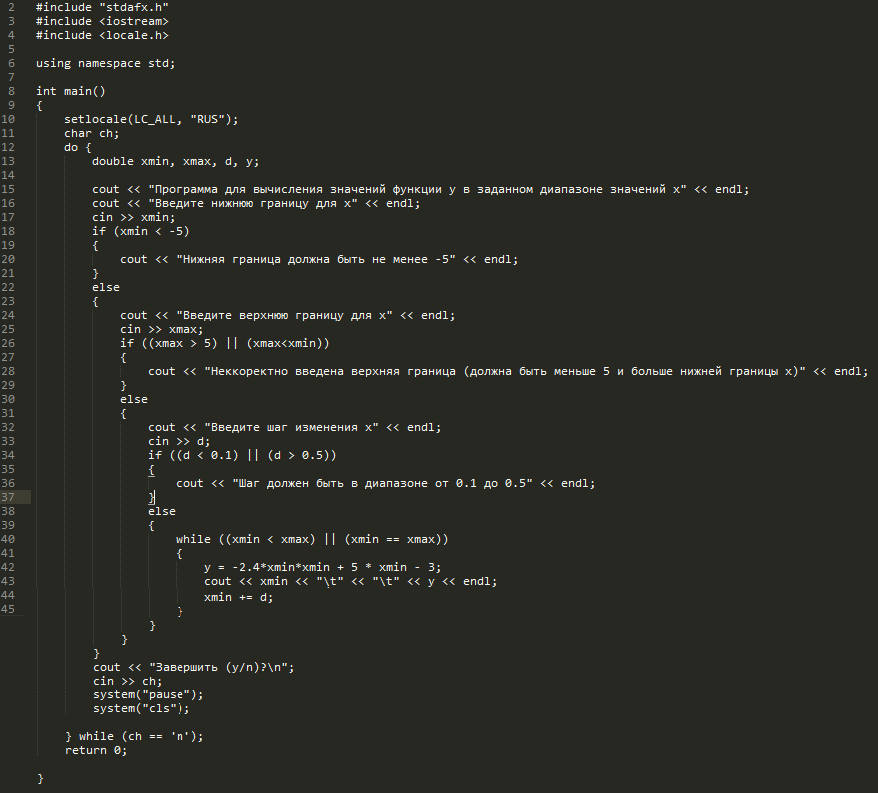 2 #include "stdafx.h"
3 #include <iostream>
4 #include <locale.h>
5
6 using namespace std;
7
8 int main()
9 {
10 setlocale(LC_ALL, "RUS");
11 char ch;
12 do {
13 double xmin, xmax, d, y;
14
15 cout << "Программа для вычисления значений функции y в заданном диапазоне значений x" << endl;
16 cout << "Введите нижнюю границу для x" << endl;
17 cin >> xmin;
18 if (xmin < -5)
19 {
20 cout << "Нижняя граница должна быть не менее -5" << endl;
21 }
22 else
23 {
24 cout << "Введите верхнюю границу для x" << endl;
25 cin >> xmax;
26 if ((xmax > 5) || (xmax<xmin))
27 {
28 cout << "Неккоректно введена верхняя граница (должна быть меньше 5 и больше нижней границы x)" << endl;
29 }
30 else
31 {
32 cout << "Введите шаг изменения x" << endl;
33 cin >> d;
34 if ((d < 0.1) || (d > 0.5))
35 {
36 cout << "Шаг должен быть в диапазоне от 0.1 до 0.5" << endl;
37 }
38 else
39 {
40 while ((xmin < xmax) || (xmin == xmax))
41 {
42 y = -2.4*xmin*xmin + 5 * xmin - 3;
43 cout << xmin << "\t" << "\t" << y << endl;
44 xmin += d;
45 }
}
}
}
cout << "Завершить (y/n)?\n";
cin >> ch;
system("pause");
system("cls");
} while (ch == 'n');
return 0;
}